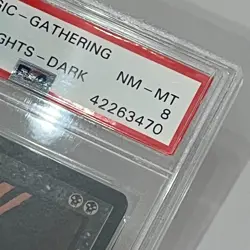 GIC-GATHERING
GHTS-DARK NM-MT
8
42263470